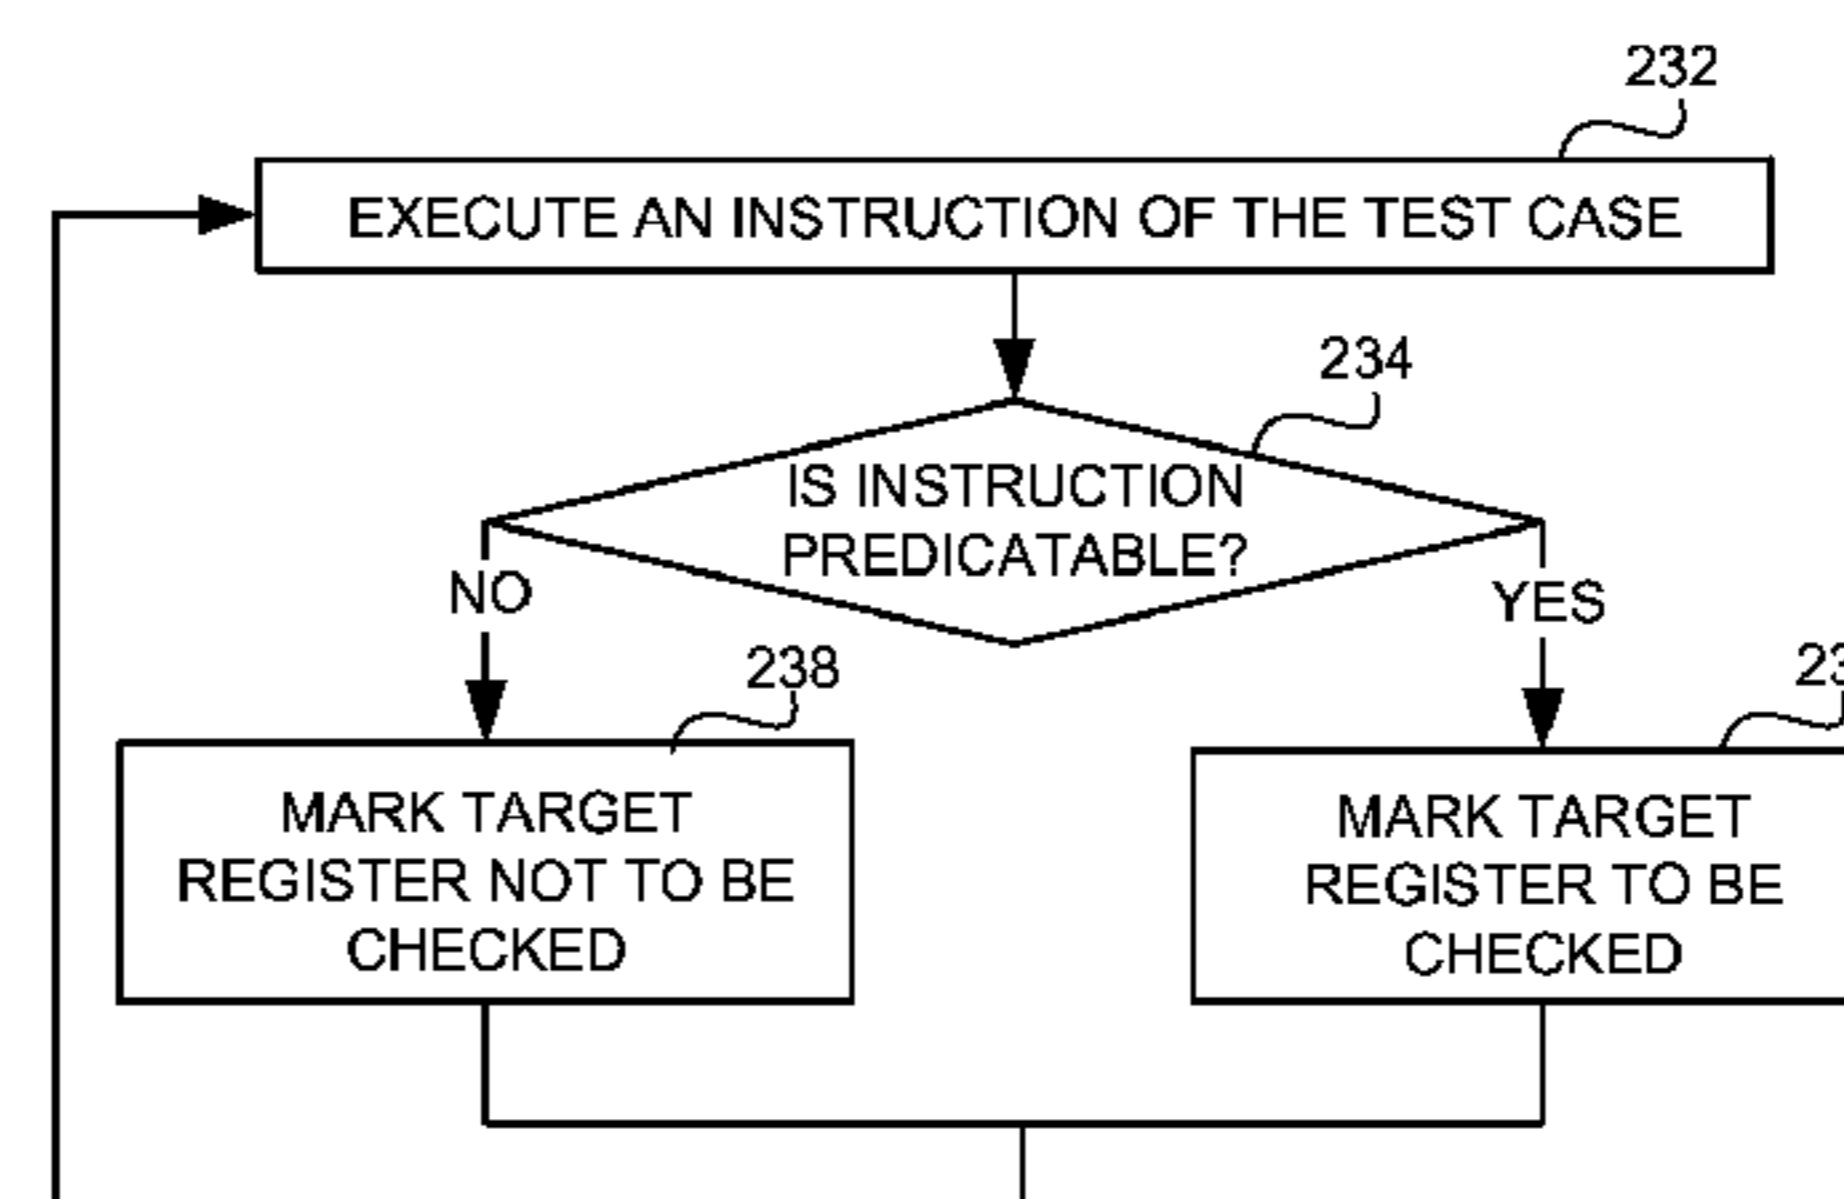 232
EXECUTE AN INSTRUCTION OF THE TEST CASE
234
IS INSTRUCTION
PREDICATABLE?
NO
YES
238
MARK TARGET
REGISTER NOT TO BE
CHECKED
MARK TARGET
REGISTER TO BE
CHECKED